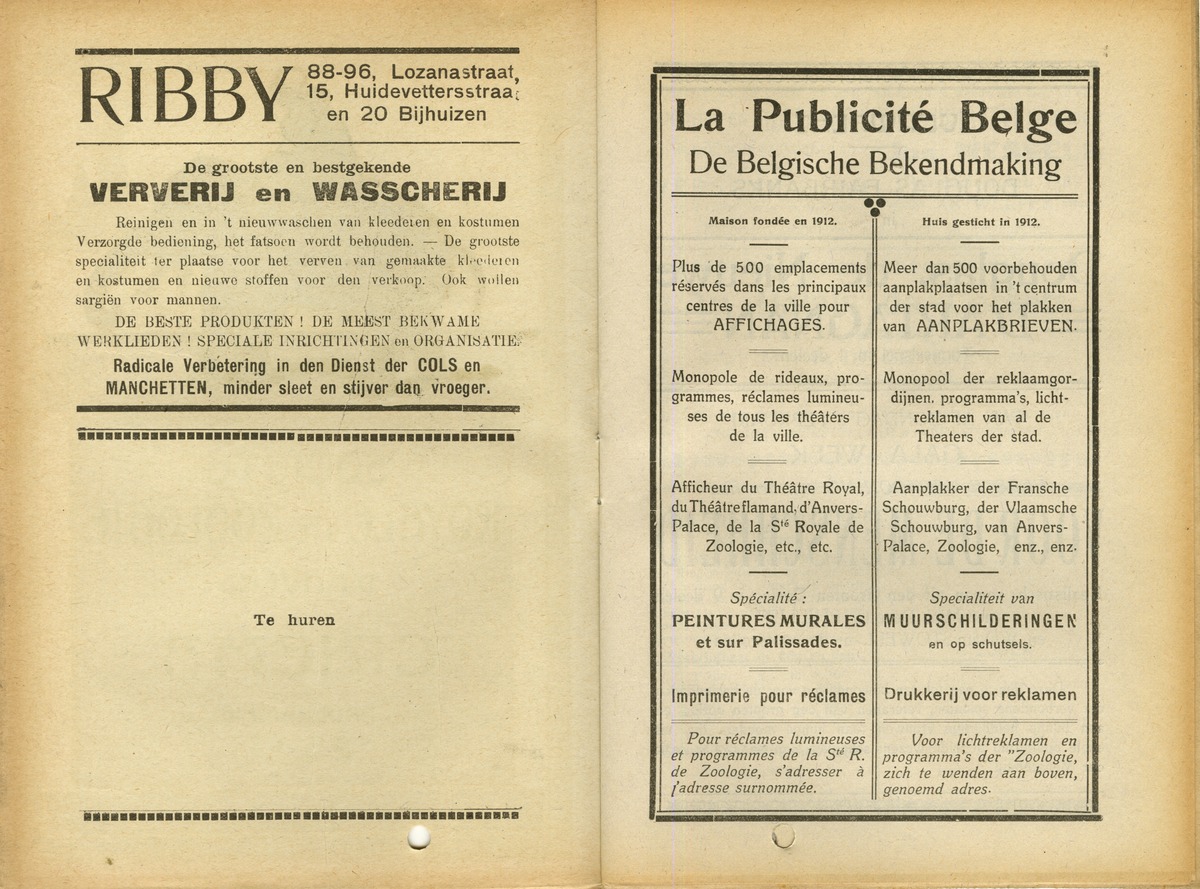 RIBBY
88-96, Lozanastraat,
15, Huidevettersstraat
en 20 Bijhuizen
De grootste en bestgekende
VERVERIJ en WASSCHERIJ
Reinigen en in 't nieuwwaschen van kleederen en kostumen
Verzorgde bediening, het fatsoen wordt behouden. — De grootste
specialiteit ter plaatse voor het verven van gemaakte kleederen
en kostumen en nieuwe stoffen voor den verkoop. Ook wollen
sargiën voor mannen.
DE BESTE PRODUKTEN ! DE MEEST BEKWAME
WERKLIEDEN ! SPECIALE INRICHTINGEN en ORGANISATIE.
Radicale Verbetering in den Dienst der COLS en
MANCHETTEN, minder sleet en stijver dan vroeger.
Te huren
La Publicité Belge
De Belgische Bekendmaking
Maison fondée en 1912.
Plus de 500 emplacements
réservés dans les principaux
centres de la ville pour
AFFICHAGES.
Monopole de rideaux, pro-
grammes, réclames lumineu-
ses de tous les théâters
de la ville.
Afficheur du Théâtre Royal,
du Théâtre flamand, d'Anvers-
Palace, de la Sté Royale de
Zoologie, etc., etc.
Spécialité :
PEINTURES MURALES
et sur Palissades.
Imprimerie pour réclames
Pour réclames lumineuses
et programmes de la Sté R.
de Zoologie, s'adresser à
l'adresse surnommée.
Huis gesticht in 1912.
Meer dan 500 voorbehouden
aanplakplaatsen in 't centrum
der stad voor het plakken
van AANPLAKBRIEVEN.
Monopool der reklaamgor-
dijnen. programma's, licht-
reklamen van al de
Theaters der stad.
Aanplakker der Fransche
Schouwburg, der Vlaamsche
Schouwburg, van Anvers-
Palace, Zoologie, enz., enz.
Specialiteit van
MUURSCHILDERINGEN
en op schutsels.
Drukkerij voor reklamen
Voor lichtreklamen en
programma's der "Zoologie,
zich te wenden aan boven,
genoemd adres.